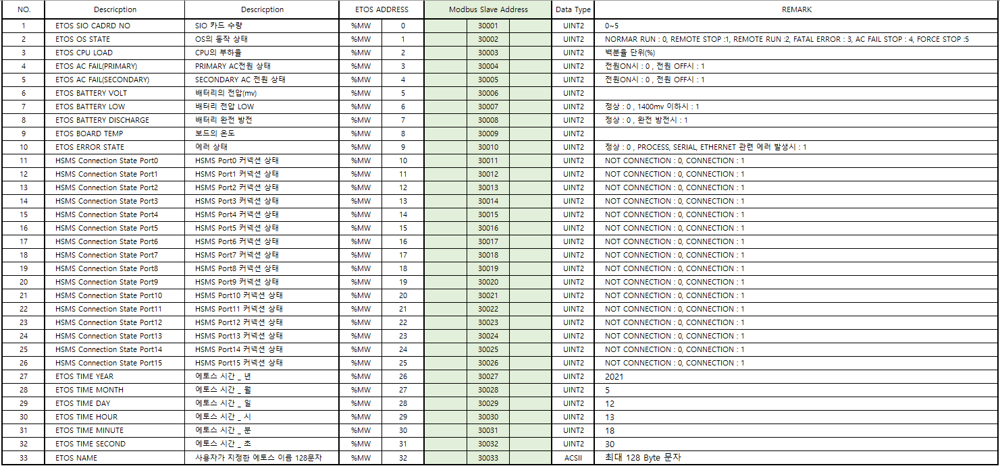 NO. Descricption Descricption ETOS ADDRESS Modbus Slave Address Data Type REMARK
1 ETOS SIO CADRD NO SIO 카드 수량 %MW 0 30001 UINT2 0~5
2 ETOS OS STATE OS의 동작 상태 %MW 1 30002 UINT2 NORMAR RUN : 0, REMOTE STOP :1, REMOTE RUN :2, FATAL ERROR : 3, AC FAIL STOP : 4, FORCE STOP :5
3 ETOS CPU LOAD CPU의 부하율 %MW 2 30003 UINT2 백분율 단위(%)
4 ETOS AC FAIL(PRIMARY) PRIMARY AC전원 상태 %MW 3 30004 UINT2 전원ON시 : 0 , 전원 OFF시 : 1
5 ETOS AC FAIL(SECONDARY) SECONDARY AC 전원 상태 %MW 4 30005 UINT2 전원ON시 : 0 , 전원 OFF시 : 1
6 ETOS BATTERY VOLT 배터리의 전압(mv) %MW 5 30006 UINT2
7 ETOS BATTERY LOW 배터리 전압 LOW %MW 6 30007 UINT2 정상 : 0 , 1400mv 이하시 : 1
8 ETOS BATTERY DISCHARGE 배터리 완전 방전 %MW 7 30008 UINT2 정상 : 0 , 완전 방전시 : 1
9 ETOS BOARD TEMP 보드의 온도 %MW 8 30009 UINT2
10 ETOS ERROR STATE 에러 상태 %MW 9 30010 UINT2 정상 : 0 , PROCESS, SERIAL, ETHERNET 관련 에러 발생시 : 1
11 HSMS Connection State Port0 HSMS Port0 커넥션 상태 %MW 10 30011 UINT2 NOT CONNECTION : 0, CONNECTION : 1
12 HSMS Connection State Port1 HSMS Port1 커넥션 상태 %MW 11 30012 UINT2 NOT CONNECTION : 0, CONNECTION : 1
13 HSMS Connection State Port2 HSMS Port2 커넥션 상태 %MW 12 30013 UINT2 NOT CONNECTION : 0, CONNECTION : 1
14 HSMS Connection State Port3 HSMS Port3 커넥션 상태 %MW 13 30014 UINT2 NOT CONNECTION : 0, CONNECTION : 1
15 HSMS Connection State Port4 HSMS Port4 커넥션 상태 %MW 14 30015 UINT2 NOT CONNECTION : 0, CONNECTION : 1
16 HSMS Connection State Port5 HSMS Port5 커넥션 상태 %MW 15 30016 UINT2 NOT CONNECTION : 0, CONNECTION : 1
17 HSMS Connection State Port6 HSMS Port6 커넥션 상태 %MW 16 30017 UINT2 NOT CONNECTION : 0, CONNECTION : 1
18 HSMS Connection State Port7 HSMS Port7 커넥션 상태 %MW 17 30018 UINT2 NOT CONNECTION : 0, CONNECTION : 1
19 HSMS Connection State Port8 HSMS Port8 커넥션 상태 %MW 18 30019 UINT2 NOT CONNECTION : 0, CONNECTION : 1
20 HSMS Connection State Port9 HSMS Port9 커넥션 상태 %MW 19 30020 UINT2 NOT CONNECTION : 0, CONNECTION : 1
21 HSMS Connection State Port10 HSMS Port10 커넥션 상태 %MW 20 30021 UINT2 NOT CONNECTION : 0, CONNECTION : 1
22 HSMS Connection State Port11 HSMS Port11 커넥션 상태 %MW 21 30022 UINT2 NOT CONNECTION : 0, CONNECTION : 1
23 HSMS Connection State Port12 HSMS Port12 커넥션 상태 %MW 22 30023 UINT2 NOT CONNECTION : 0, CONNECTION : 1
24 HSMS Connection State Port13 HSMS Port13 커넥션 상태 %MW 23 30024 UINT2 NOT CONNECTION : 0, CONNECTION : 1
25 HSMS Connection State Port14 HSMS Port14 커넥션 상태 %MW 24 30025 UINT2 NOT CONNECTION : 0, CONNECTION : 1
26 HSMS Connection State Port15 HSMS Port15 커넥션 상태 %MW 25 30026 UINT2 NOT CONNECTION : 0, CONNECTION : 1
27 ETOS TIME YEAR 에토스 시간 _ 년 %MW 26 30027 UINT2 2021
28 ETOS TIME MONTH 에토스 시간 _ 월 %MW 27 30028 UINT2 5
29 ETOS TIME DAY 에토스 시간 _ 일 %MW 28 30029 UINT2 12
30 ETOS TIME HOUR 에토스 시간 _ 시 %MW 29 30030 UINT2 13
31 ETOS TIME MINUTE 에토스 시간 _ 분 %MW 30 30031 UINT2 18
32 ETOS TIME SECOND 에토스 시간 _ 초 %MW 31 30032 UINT2 30
33 ETOS NAME 사용자가 지정한 에토스 이름 128문자 %MW 32 30033 ACSII 최대 128 Byte 문자